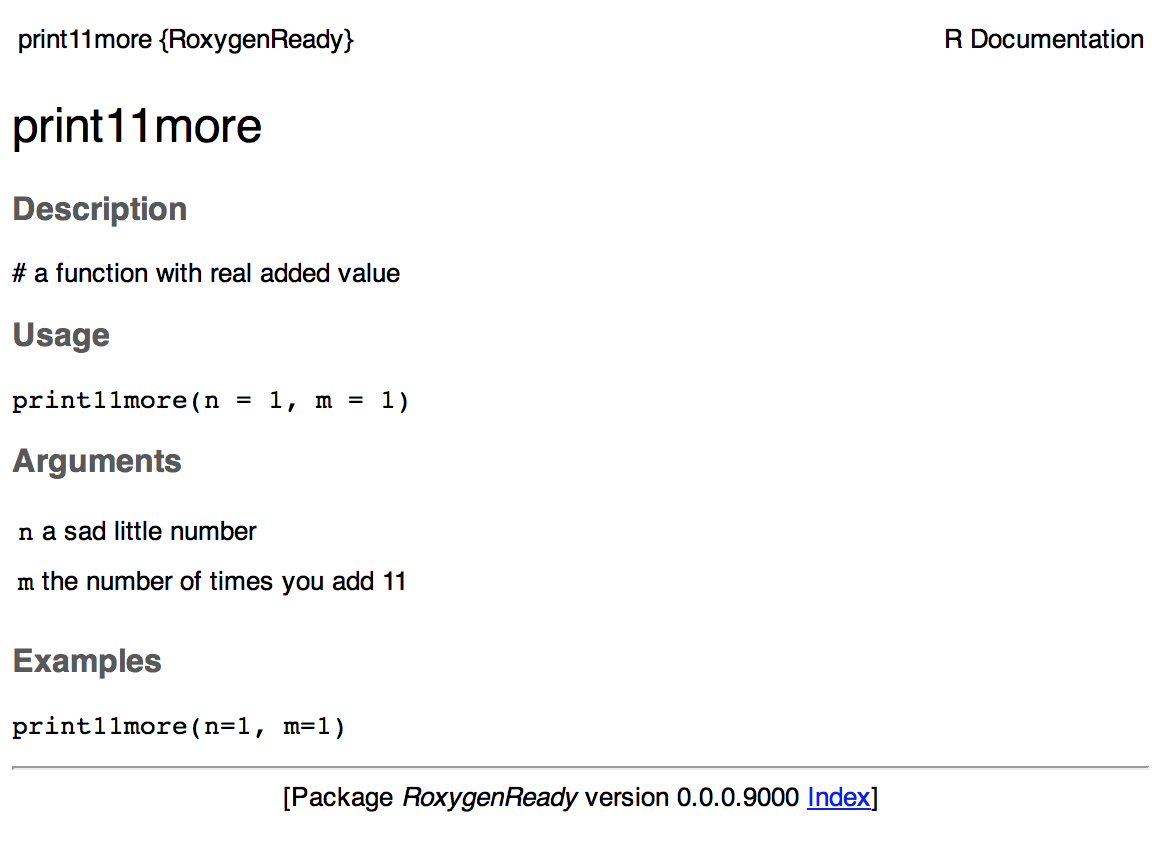 print11more {RoxygenReady} R Documentation
print11more
Description
# a function with real added value
Usage
print11more(n = 1, m = 1)
Arguments
n a sad little number
m the number of times you add 11
Examples
print11more(n=1, m=1)
[Package RoxygenReady version 0.0.0.9000 Index]